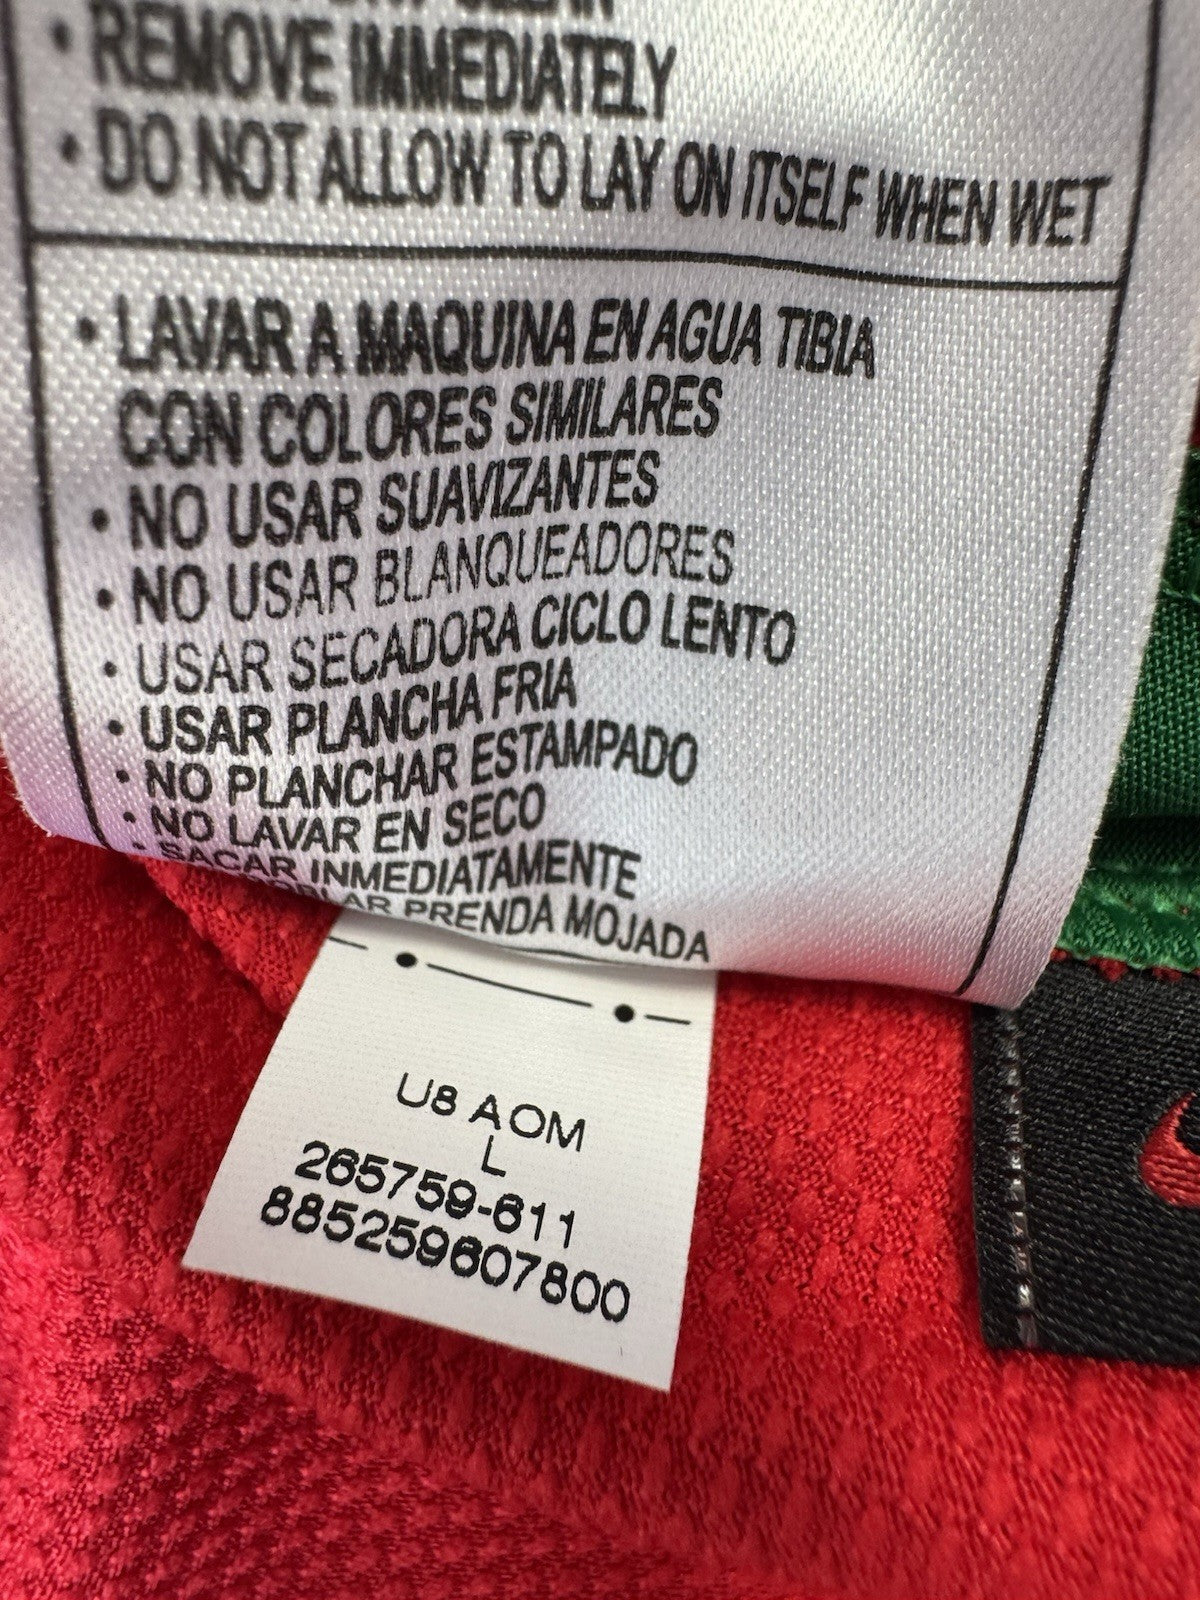 • REMOVE IMMEDIATELY
• DO NOT ALLOW TO LAY ON ITSELF WHEN WET
• LAVAR A MAQUINA EN AGUA TIBIA
CON COLORES SIMILARES
• NO USAR SUAVIZANTES
• NO USAR BLANQUEADORES
• USAR SECADORA CICLO LENTO
• USAR PLANCHA FRIA
• NO PLANCHAR ESTAMPADO
• NO LAVAR EN SECO
• SACAR INMEDIATAMENTE
PRENDA MOJADA
U8 AOM
L
265759-611
885259607800